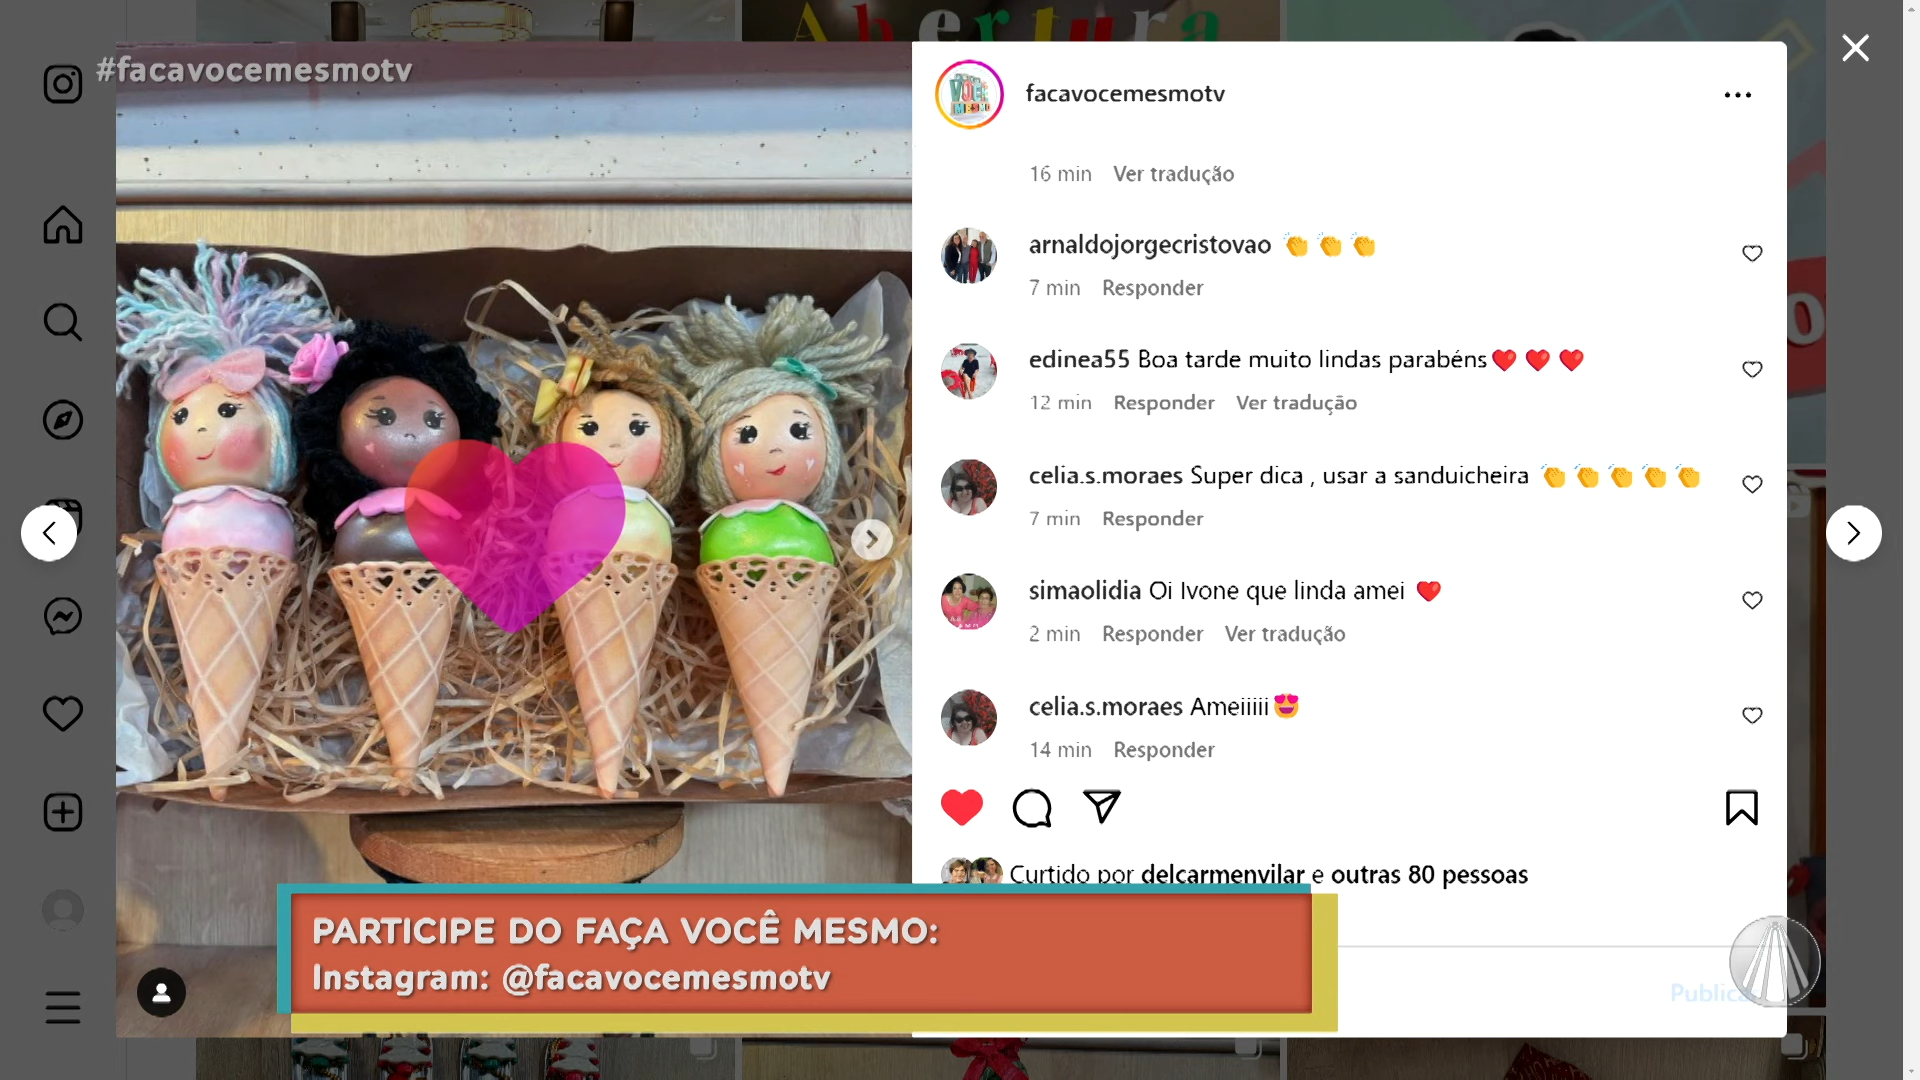 Abertura
#facavocemesmotv
VOCÊ
MESMO
facavocemesmotv
16 min Ver tradução
arnaldojorgecristovao 👏 👏 👏
7 min Responder
edinea55 Boa tarde muito lindas parabéns❤️ ❤️ ❤️
12 min Responder Ver tradução
celia.s.moraes Super dica , usar a sanduicheira 👏 👏 👏 👏 👏
7 min Responder
simaolidia Oi Ivone que linda amei ❤️
2 min Responder Ver tradução
celia.s.moraes Ameiiiii😍
14 min Responder
Curtido por delcarmenvilar e outras 80 pessoas
PARTICIPE DO FAÇA VOCÊ MESMO:
Instagram: @facavocemesmotv